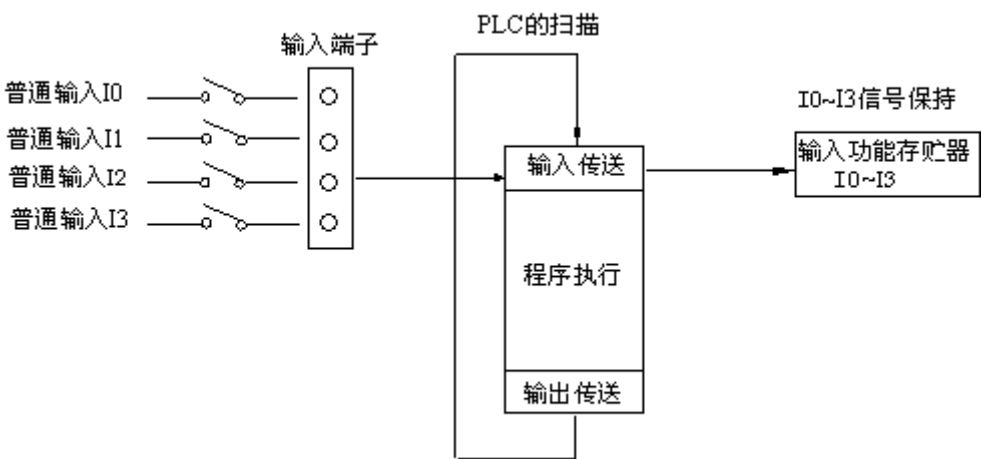 PLC的扫描
输入端子
普通输入I0
普通输入I1
普通输入I2
普通输入I3
输入传送
程序执行
输出传送
I0~I3信号保持
输入功能存贮器
I0~I3